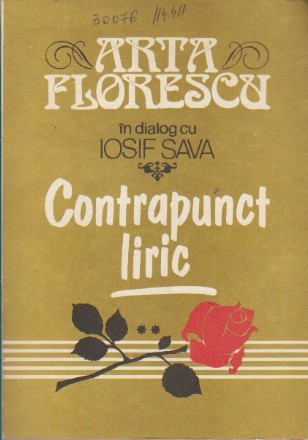 30076
ARTA
FLORESCU
în dialog cu
IOSIF SAVA
Contrapunct
liric
**